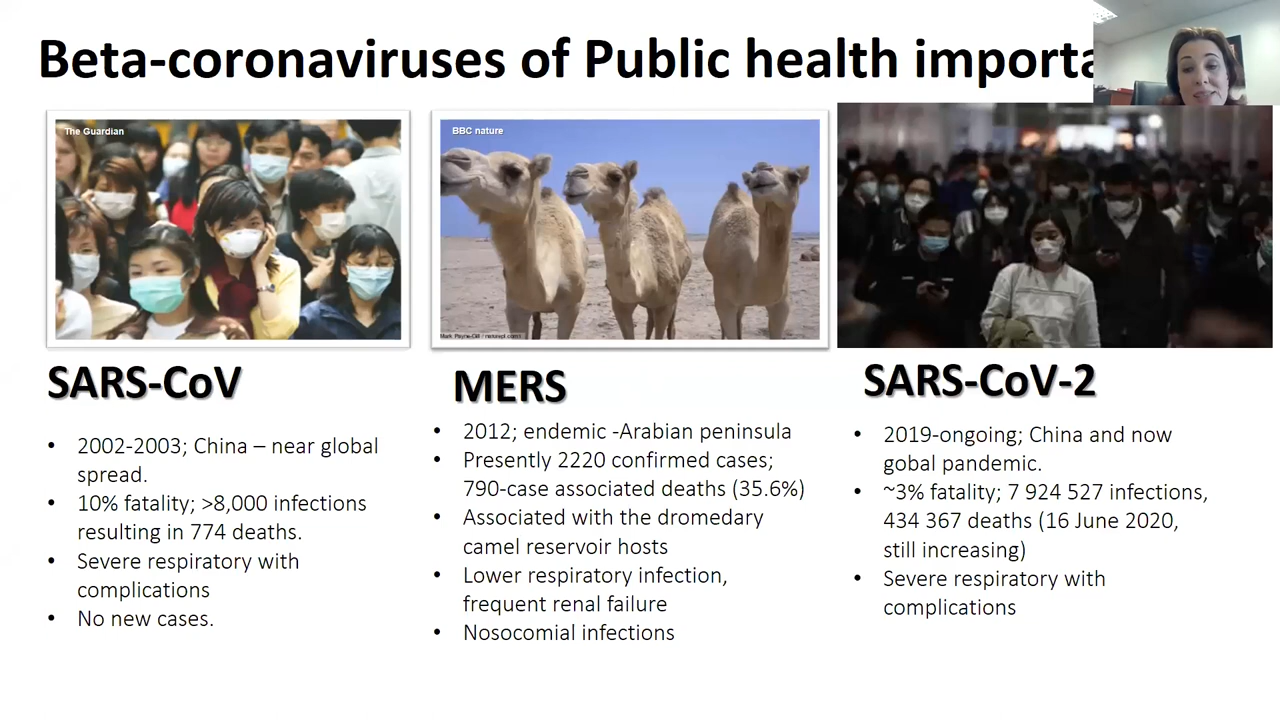 Beta-coronaviruses of Public health importa
The Guardian
BBC nature
SARS-CoV
• 2002-2003; China – near global
spread.
• 10% fatality; >8,000 infections
resulting in 774 deaths.
• Severe respiratory with
complications
• No new cases.
MERS
• 2012; endemic -Arabian peninsula
• Presently 2220 confirmed cases;
790-case associated deaths (35.6%)
• Associated with the dromedary
camel reservoir hosts
• Lower respiratory infection,
frequent renal failure
• Nosocomial infections
SARS-CoV-2
• 2019-ongoing; China and now
gobal pandemic.
• ~3% fatality; 7 924 527 infections,
434 367 deaths (16 June 2020,
still increasing)
• Severe respiratory with
complications